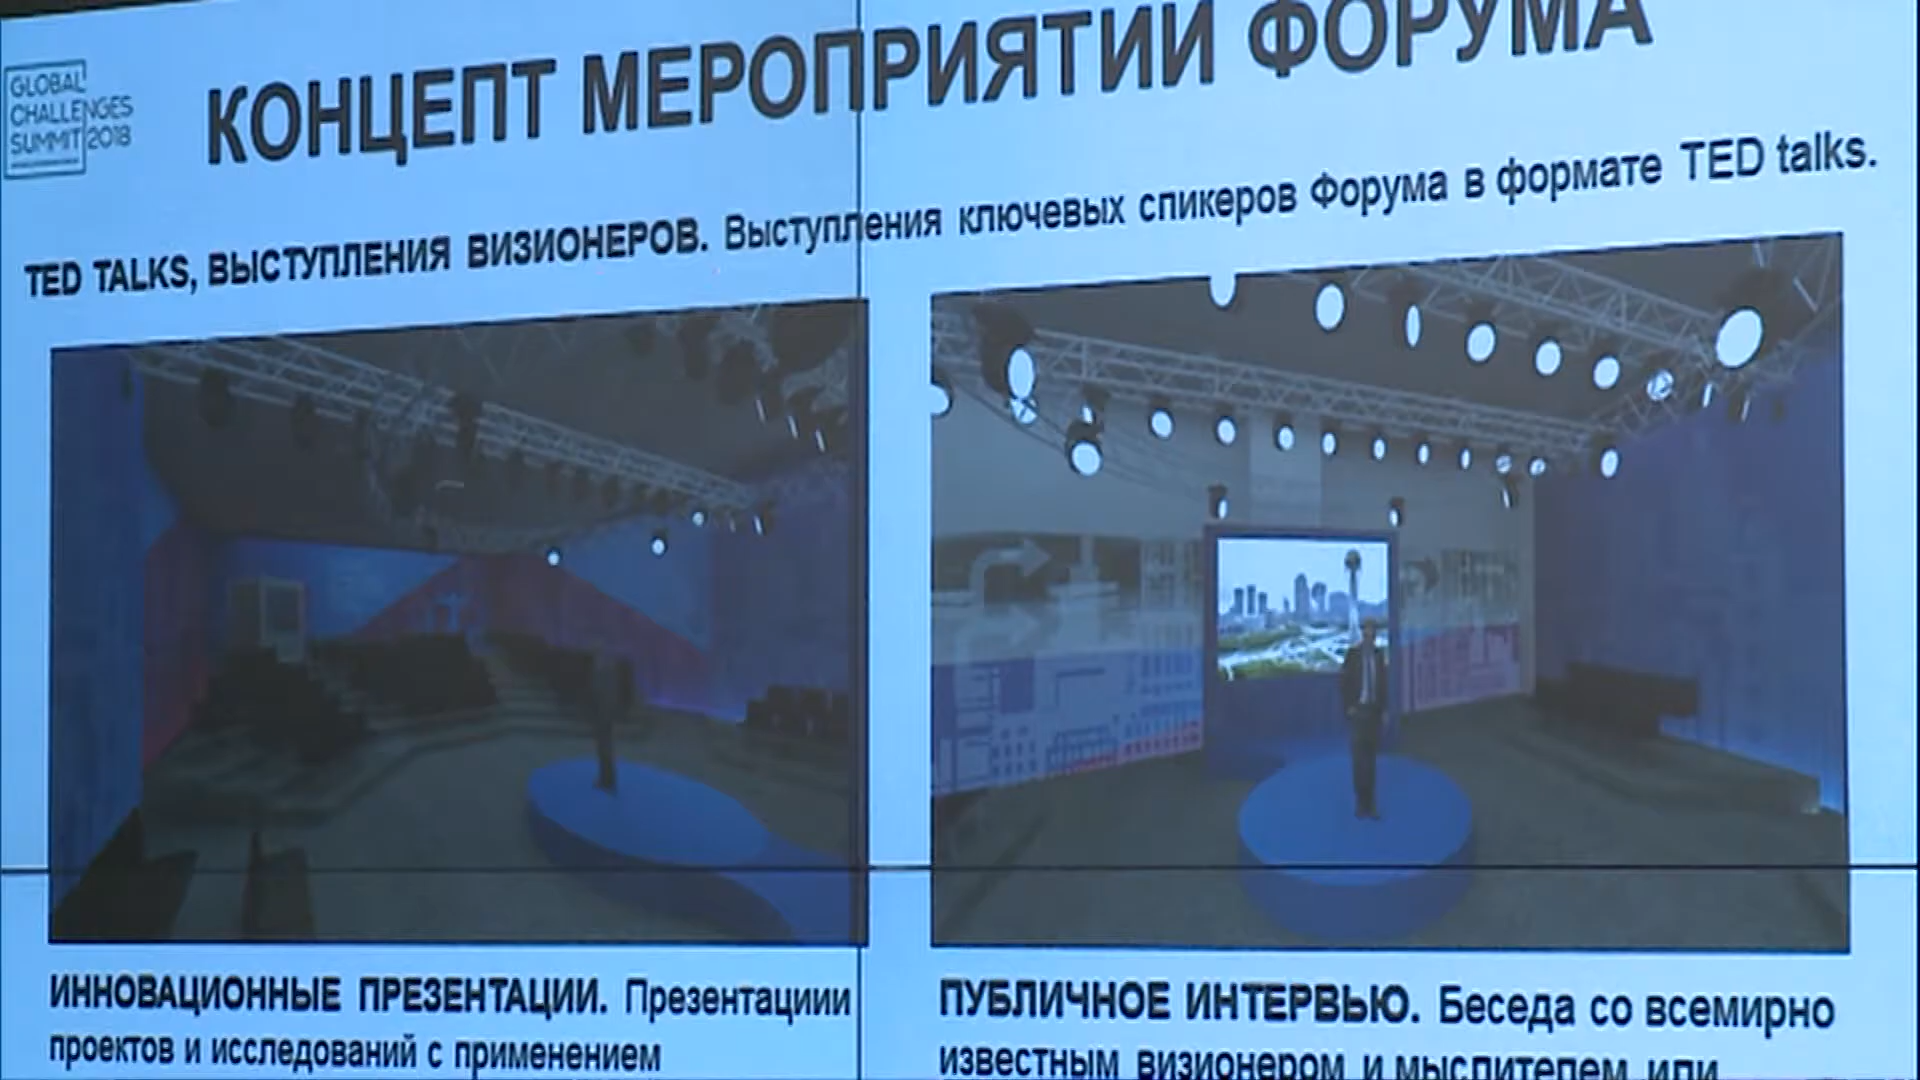 GLOBAL
CHALLENGES
SUMMIT 2018
КОНЦЕПТ МЕРОПРИЯТИИ ФОРУМА
TED TALKS, ВЫСТУПЛЕНИЯ ВИЗИОНЕРОВ. Выступления ключевых спикеров Форума в формате TED talks.
ИННОВАЦИОННЫЕ ПРЕЗЕНТАЦИИ. Презентациии
проектов и исследований с применением
ПУБЛИЧНОЕ ИНТЕРВЬЮ. Беседа со всемирно
известным визионером и мыслителем или